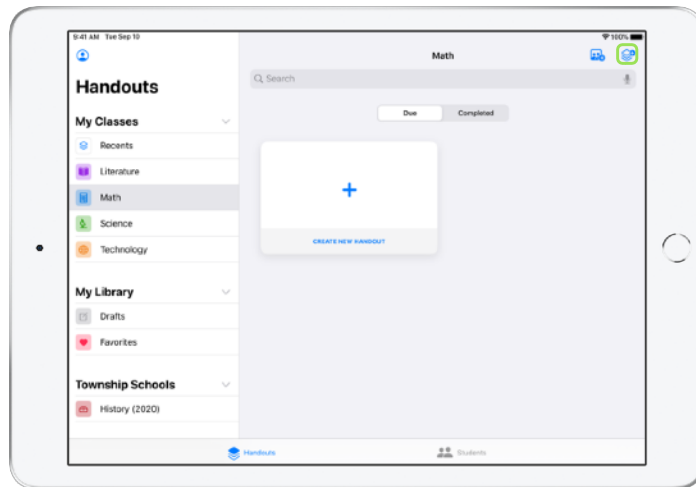 9:41 AM Tue Sep 10
100%
Handouts
My Classes
Recents
Literature
Math
Science
Technology
My Library
Drafts
Favorites
Township Schools
History (2020)
Math
Search
Due
Completed
CREATE NEW HANDOUT
Handouts
Students